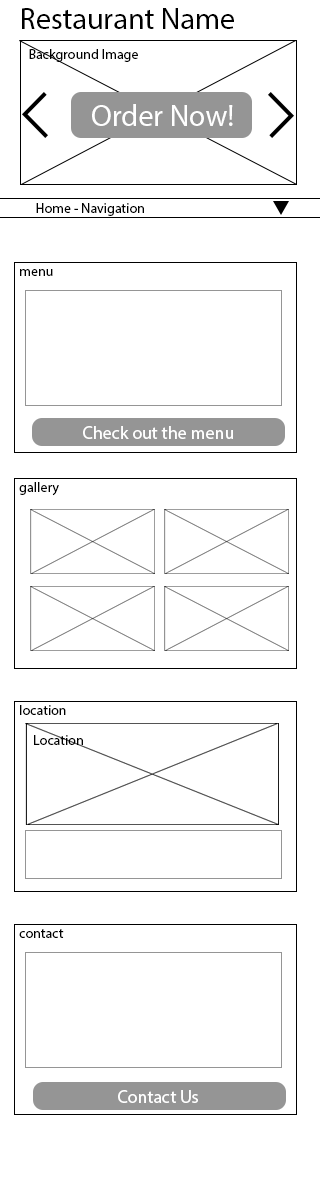 Restaurant Name
Background Image
Order Now!
Home - Navigation
menu
Check out the menu
gallery
location
Location
contact
Contact Us